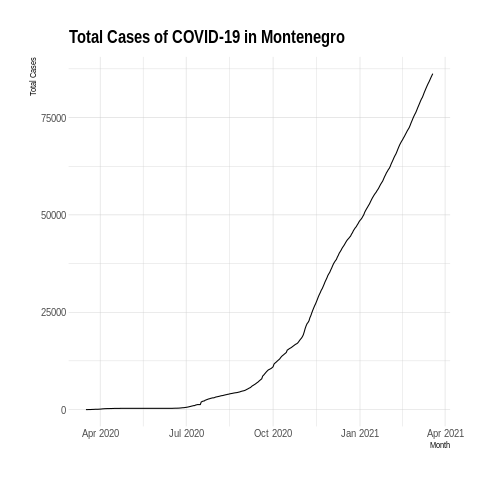 Total Cases of COVID-19 in Montenegro
Total Cases
75000
50000
25000
0
Apr 2020 Jul 2020 Oct 2020 Jan 2021 Apr 2021
Month